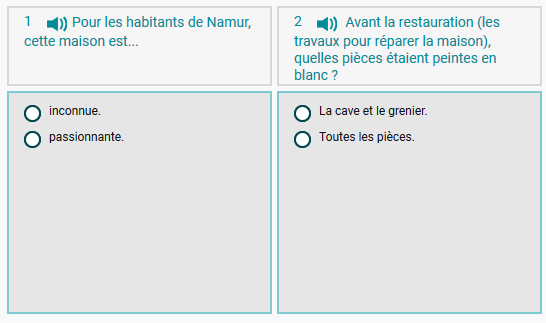 1 Pour les habitants de Namur,
cette maison est...
inconnue.
passionnante.
2 Avant la restauration (les
travaux pour réparer la maison),
quelles pièces étaient peintes en
blanc ?
La cave et le grenier.
Toutes les pièces.